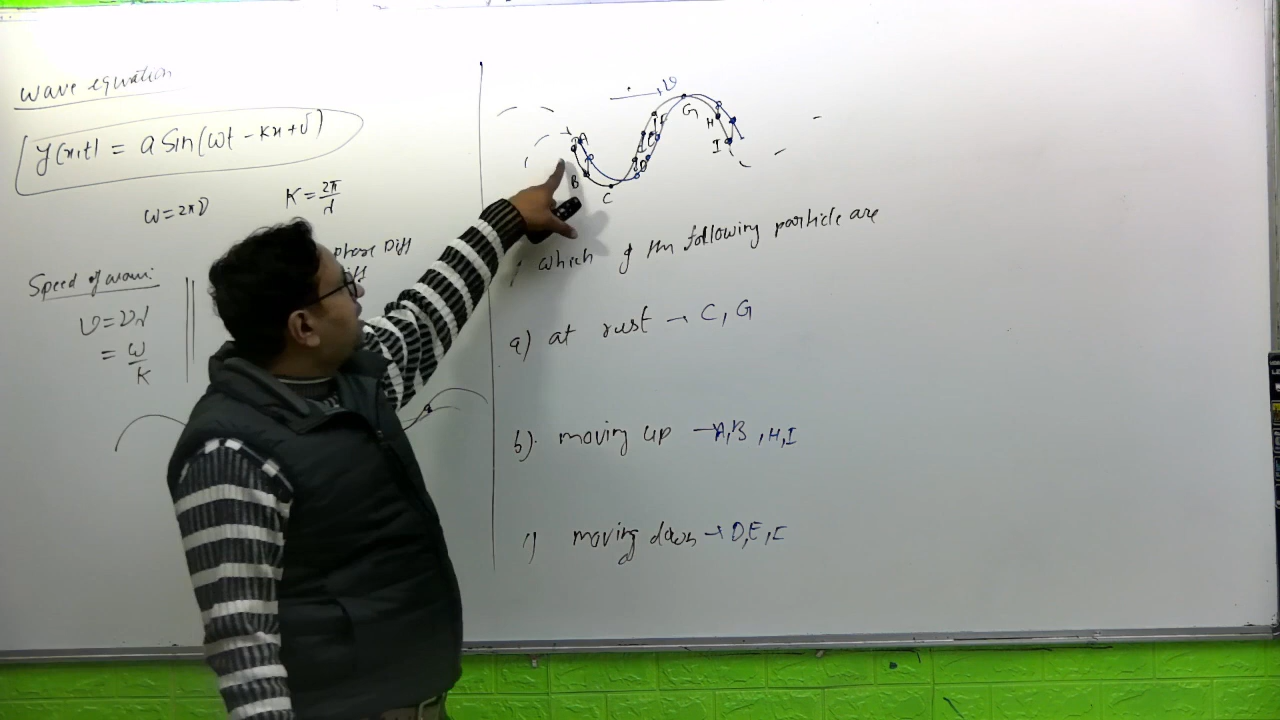 wave equation
y(x,t) = a sin(ωt - kx + δ)
ω = 2πν
K = 2π/λ
phase Diff
Diff
Speed of wave:
υ = νλ
= ω/K
υ
A
B
C
D
E
F
G
H
I
which of the following particle are
a) at rest → C, G
b) moving up → A, B, H, I
c) moving down → D, E, F